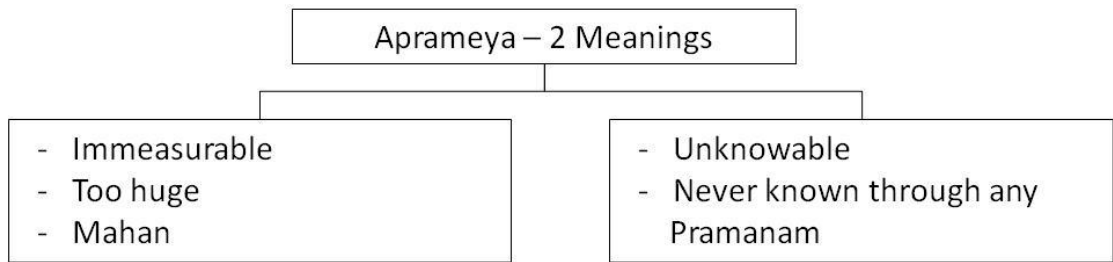 Aprameya – 2 Meanings
- Immeasurable
- Too huge
- Mahan
- Unknowable
- Never known through any
Pramanam